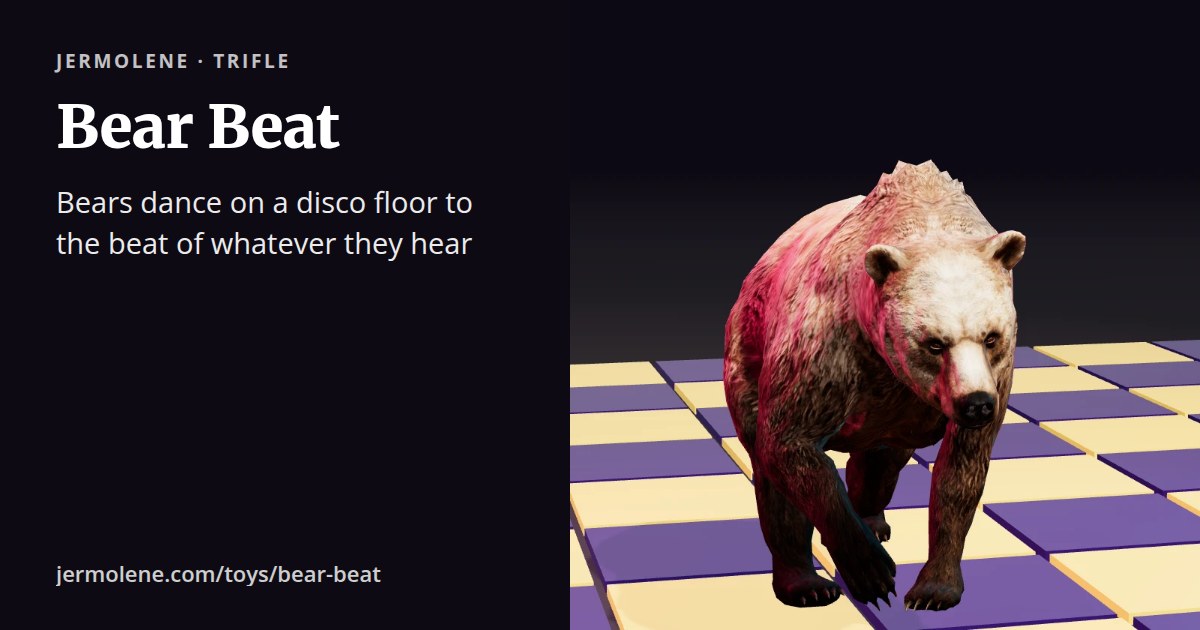 JERMOLENE · TRIFLE
Bear Beat
Bears dance on a disco floor to
the beat of whatever they hear
jermolene.com/toys/bear-beat